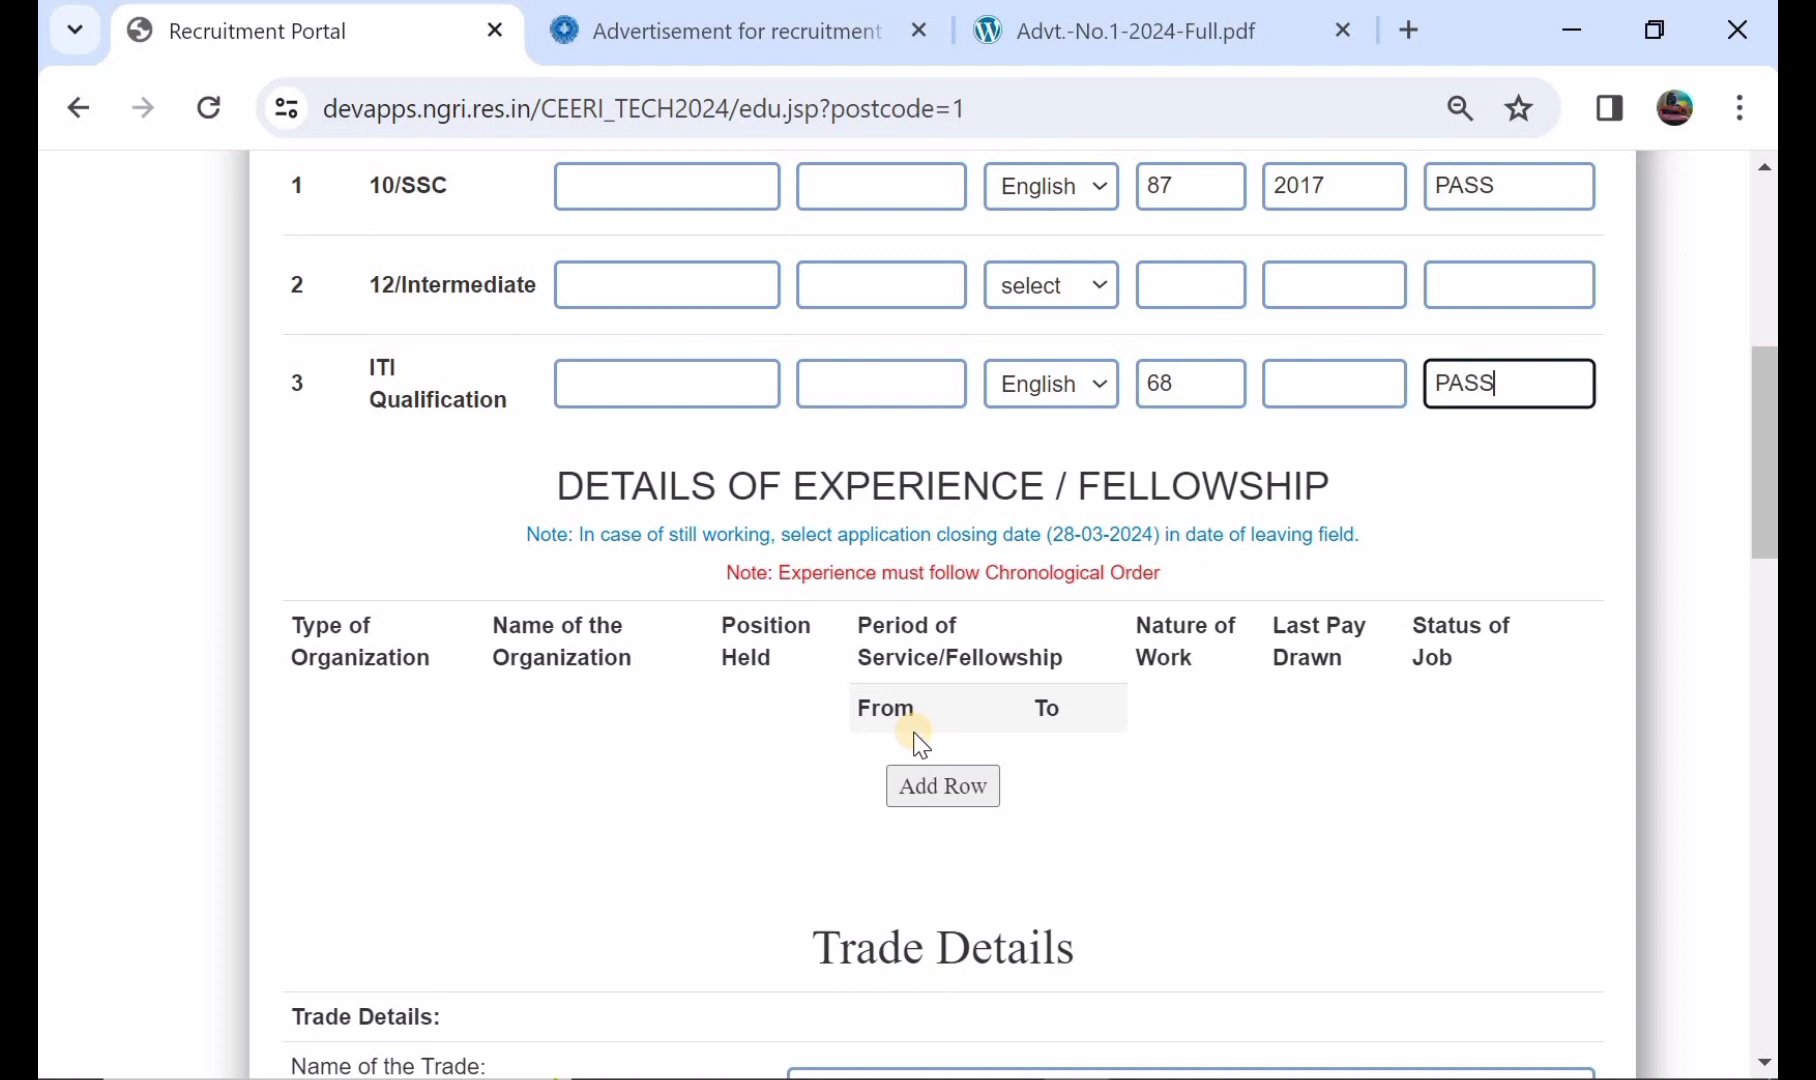 Recruitment Portal
Advertisement for recruitment
Advt.-No.1-2024-Full.pdf
devapps.ngri.res.in/CEERI_TECH2024/edu.jsp?postcode=1
1 10/SSC English 87 2017 PASS
2 12/Intermediate select
3 ITI Qualification English 68 PASS
DETAILS OF EXPERIENCE / FELLOWSHIP
Note: In case of still working, select application closing date (28-03-2024) in date of leaving field.
Note: Experience must follow Chronological Order
Type of Organization
Name of the Organization
Position Held
Period of Service/Fellowship
Nature of Work
Last Pay Drawn
Status of Job
From To
Add Row
Trade Details
Trade Details:
Name of the Trade: